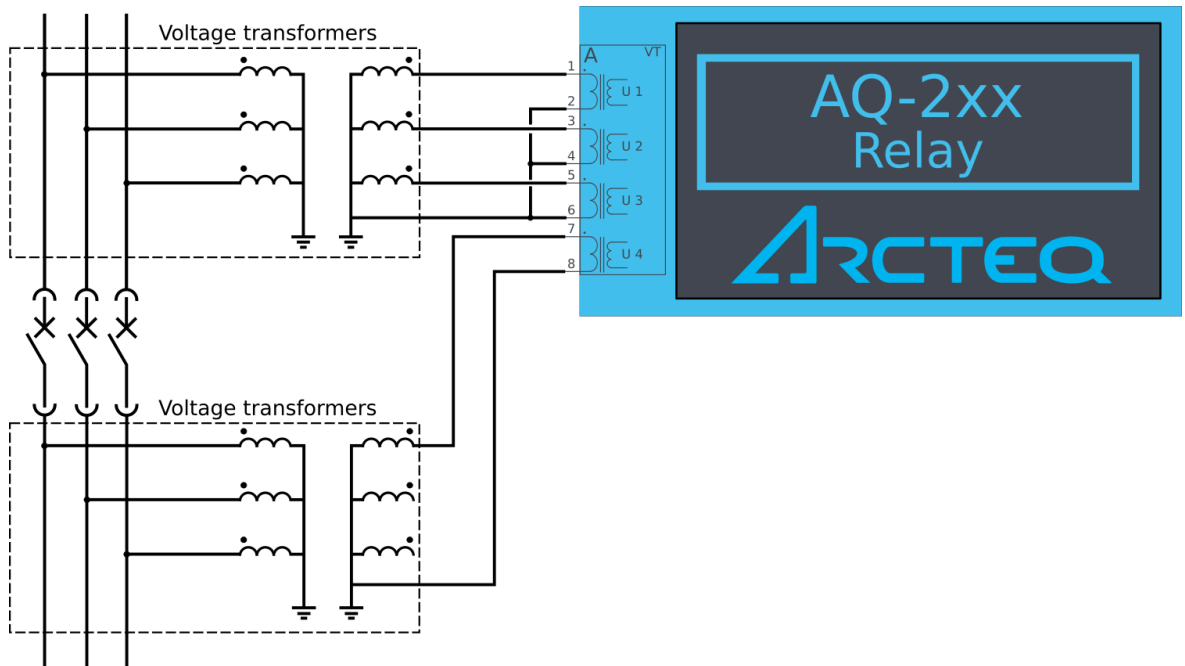 Voltage transformers
A VT
1
2
U 1
3
4
U 2
5
6
U 3
7
8
U 4
AQ-2xx
Relay
ARCTEQ
Voltage transformers